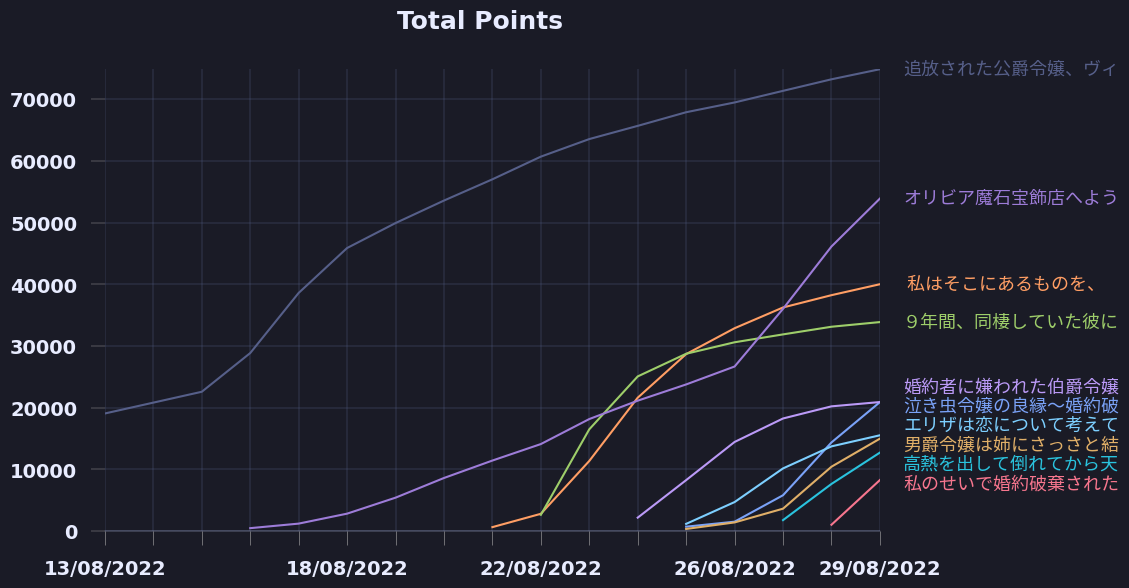 Total Points
追放された公爵令嬢、ヴィ
70000
60000
オリビア魔石宝飾店へよう
50000
40000
私はそこにあるものを、
９年間、同棲していた彼に
30000
婚約者に嫌われた伯爵令嬢
20000
泣き虫令嬢の良縁～婚約破
エリザは恋について考えて
男爵令嬢は姉にさっさと結
10000
高熱を出して倒れてから天
私のせいで婚約破棄された
0
13/08/2022
18/08/2022
22/08/2022
26/08/2022
29/08/2022